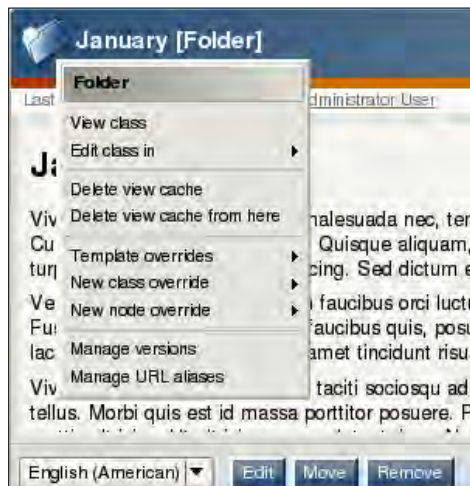 January [Folder]
Folder
Last dministrator User
View class
Edit class in
Delete view cache
Delete view cache from here
Viv nalesuada nec, ter
Cu Quisque aliquam,
Template overrides
turp cing. Sed dictum e
New class override
Ve faucibus orci luctu
New node override
Fus faucibus quis, posu
Manage versions
lac amet tincidunt risu
Manage URL aliases
Viv taciti sociosqu ad
tellus. Morbi quis est id massa porttitor posuere. P
English (American) Edit Move Remove